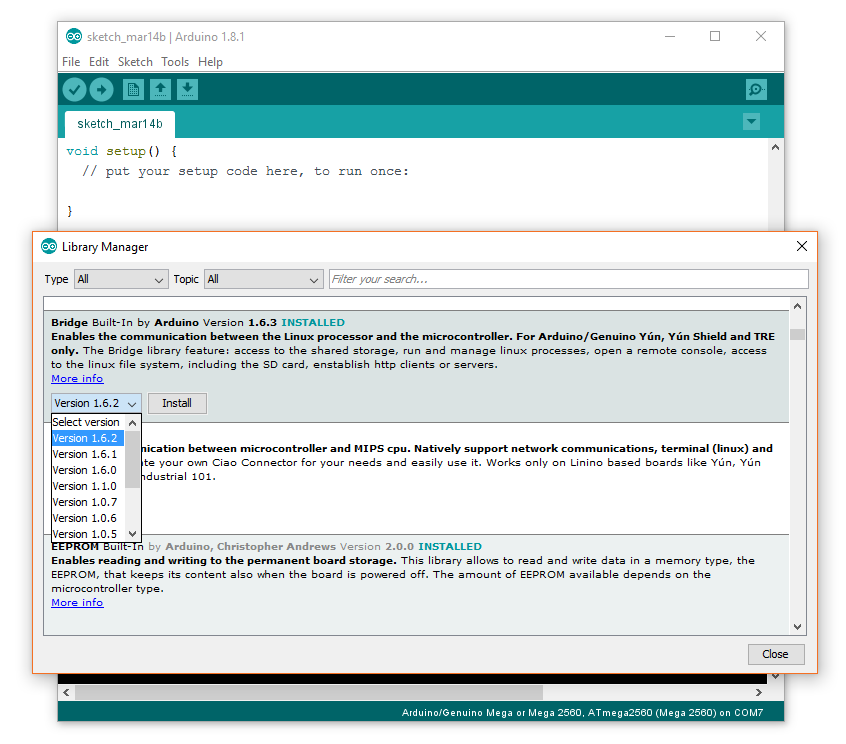 sketch_mar14b | Arduino 1.8.1
File Edit Sketch Tools Help
sketch_mar14b
void setup() {
// put your setup code here, to run once:
}
Library Manager
Type All Topic All Filter your search...
Bridge Built-In by Arduino Version 1.6.3 INSTALLED
Enables the communication between the Linux processor and the microcontroller. For Arduino/Genuino Yún, Yún Shield and TRE
only. The Bridge library feature: access to the shared storage, run and manage linux processes, open a remote console, access
to the linux file system, including the SD card, enstablish http clients or servers.
More info
Version 1.6.2 Install
Select version
Version 1.6.2
Version 1.6.1
Version 1.6.0
Version 1.1.0
Version 1.0.7
Version 1.0.6
Version 1.0.5
nication between microcontroller and MIPS cpu. Natively support network communications, terminal (linux) and
ate your own Ciao Connector for your needs and easily use it. Works only on Linino based boards like Yún, Yún
ndustrial 101.
EEPROM Built-In by Arduino, Christopher Andrews Version 2.0.0 INSTALLED
Enables reading and writing to the permanent board storage. This library allows to read and write data in a memory type, the
EEPROM, that keeps its content also when the board is powered off. The amount of EEPROM available depends on the
microcontroller type.
More info
Close
Arduino/Genuino Mega or Mega 2560, ATmega2560 (Mega 2560) on COM7